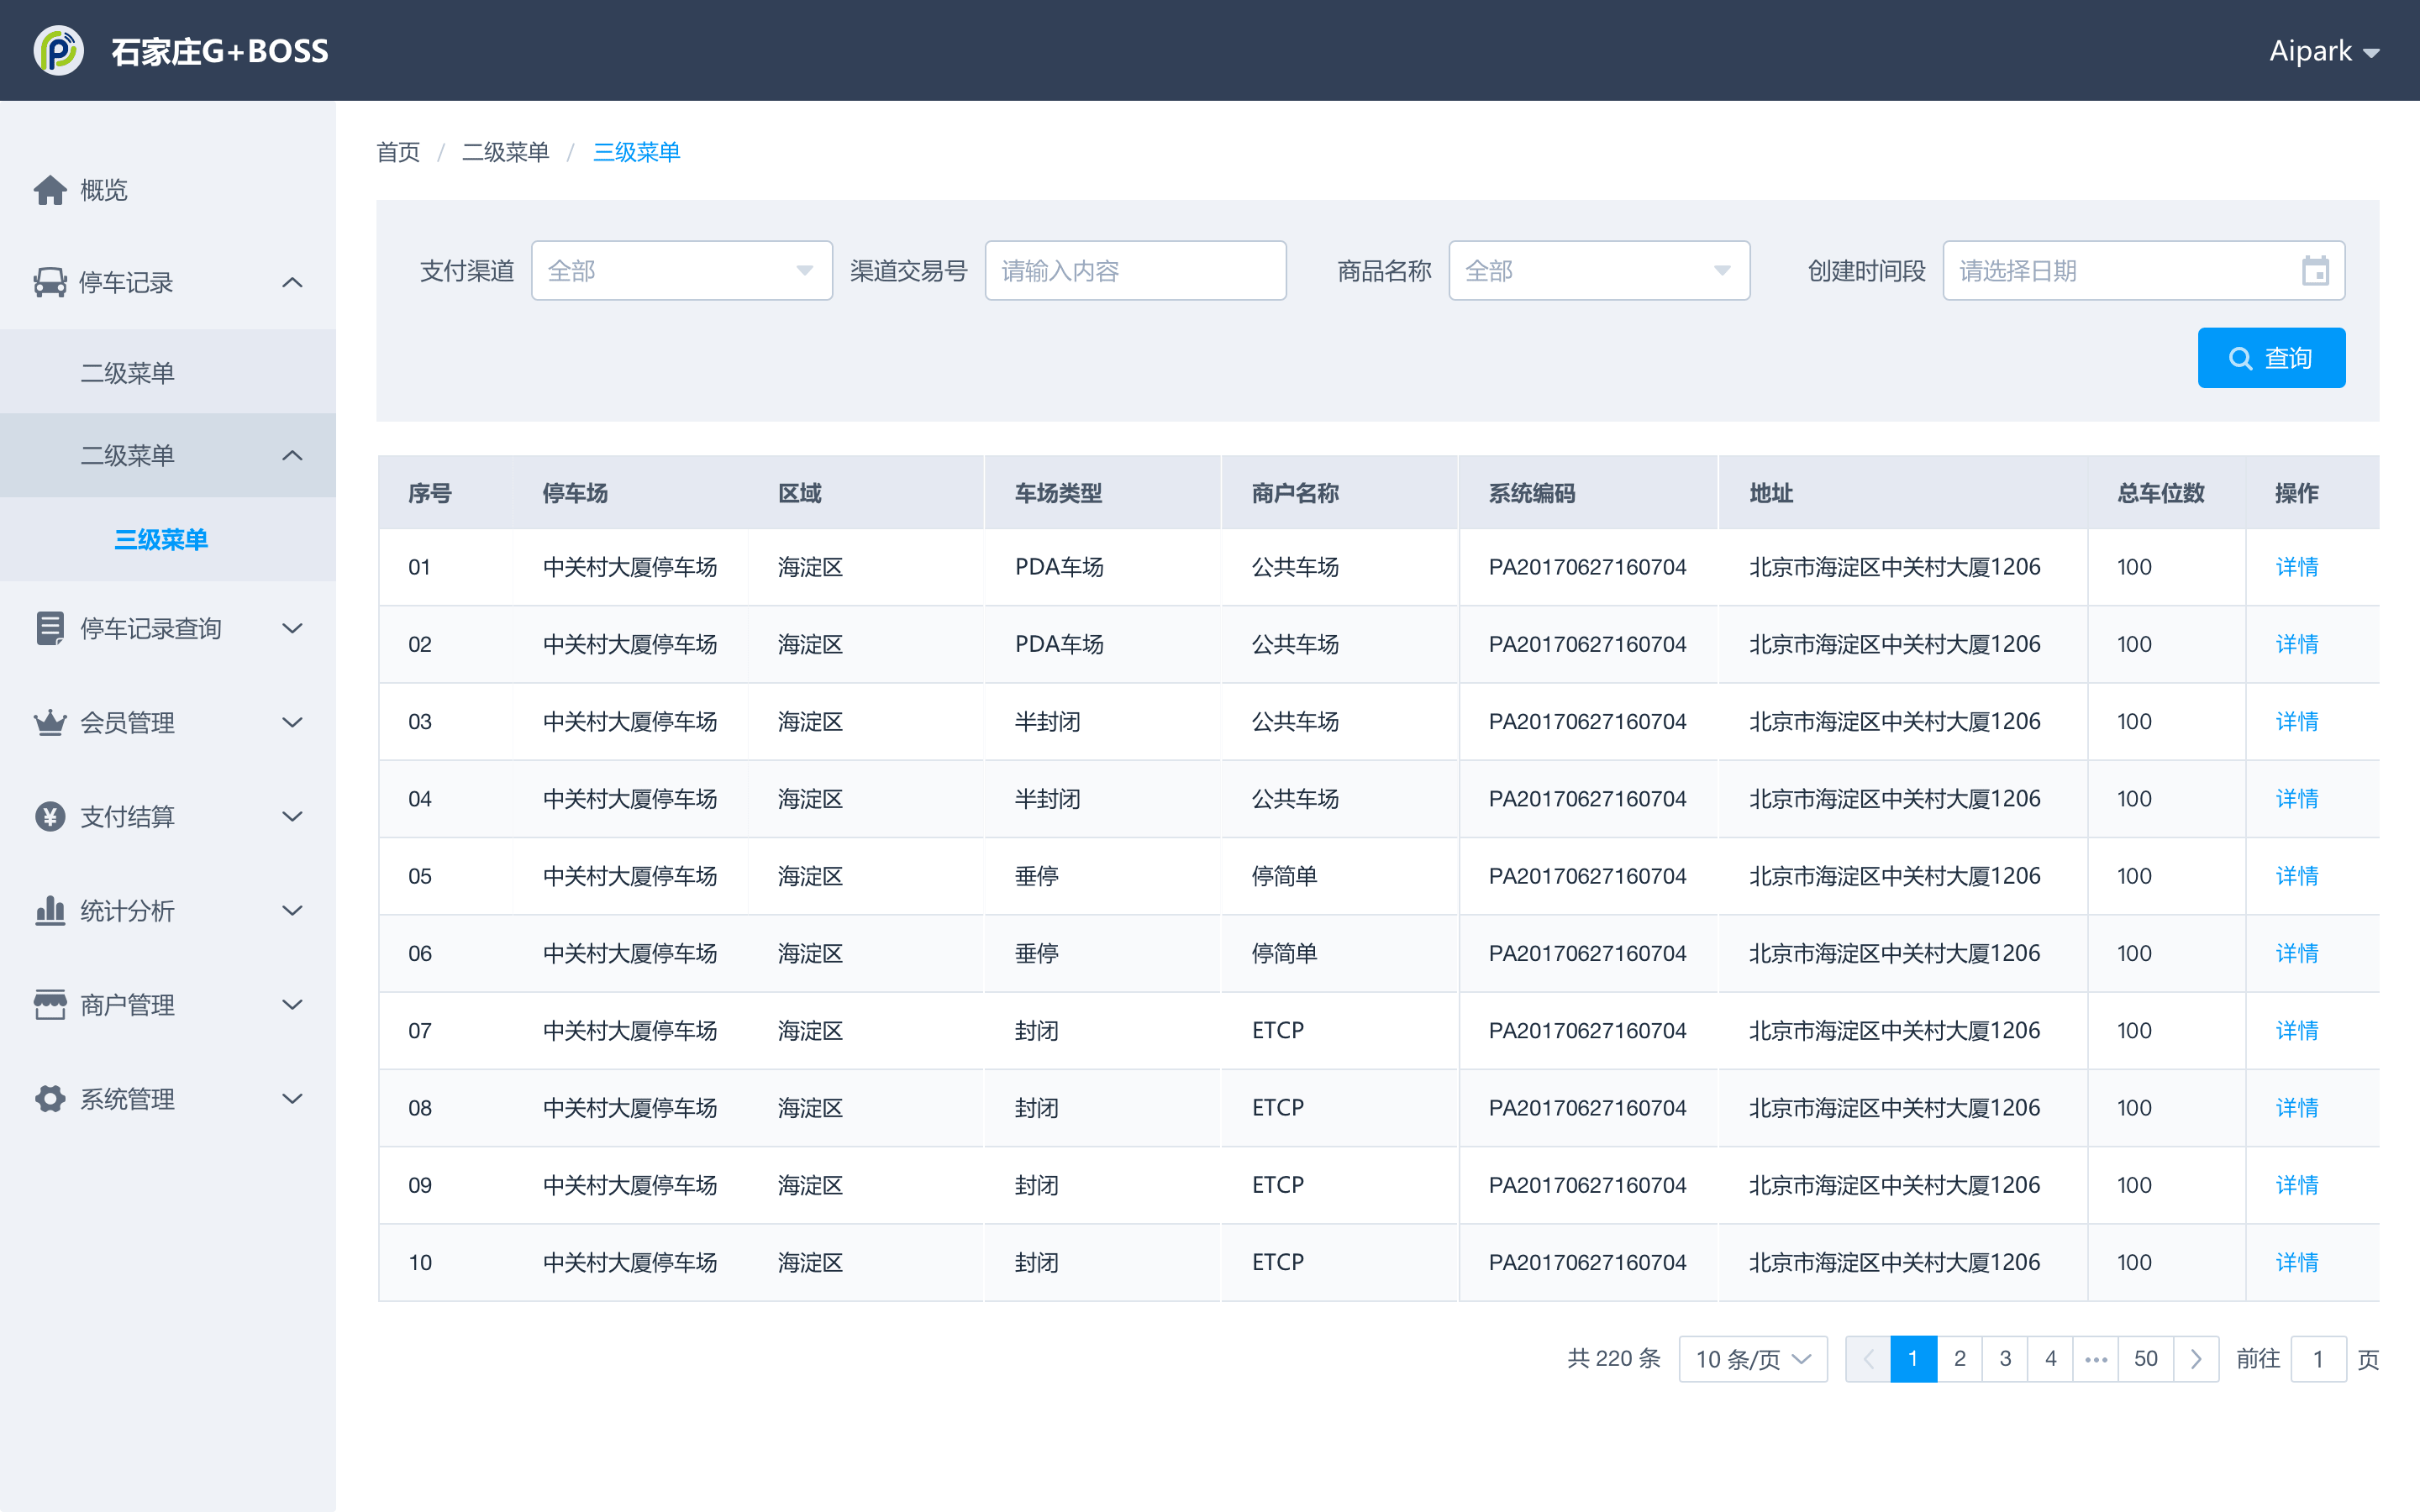 石家庄G+BOSS
Aipark
概览
停车记录
二级菜单
二级菜单
三级菜单
停车记录查询
会员管理
支付结算
统计分析
商户管理
系统管理
首页 / 二级菜单 / 三级菜单
支付渠道 全部 渠道交易号 请输入内容 商品名称 全部 创建时间段 请选择日期
查询
序号 停车场 区域 车场类型 商户名称 系统编码 地址 总车位数 操作
01 中关村大厦停车场 海淀区 PDA车场 公共车场 PA20170627160704 北京市海淀区中关村大厦1206 100 详情
02 中关村大厦停车场 海淀区 PDA车场 公共车场 PA20170627160704 北京市海淀区中关村大厦1206 100 详情
03 中关村大厦停车场 海淀区 半封闭 公共车场 PA20170627160704 北京市海淀区中关村大厦1206 100 详情
04 中关村大厦停车场 海淀区 半封闭 公共车场 PA20170627160704 北京市海淀区中关村大厦1206 100 详情
05 中关村大厦停车场 海淀区 垂停 停简单 PA20170627160704 北京市海淀区中关村大厦1206 100 详情
06 中关村大厦停车场 海淀区 垂停 停简单 PA20170627160704 北京市海淀区中关村大厦1206 100 详情
07 中关村大厦停车场 海淀区 封闭 ETCP PA20170627160704 北京市海淀区中关村大厦1206 100 详情
08 中关村大厦停车场 海淀区 封闭 ETCP PA20170627160704 北京市海淀区中关村大厦1206 100 详情
09 中关村大厦停车场 海淀区 封闭 ETCP PA20170627160704 北京市海淀区中关村大厦1206 100 详情
10 中关村大厦停车场 海淀区 封闭 ETCP PA20170627160704 北京市海淀区中关村大厦1206 100 详情
共 220 条 10 条/页 1 2 3 4 ••• 50 前往 1 页